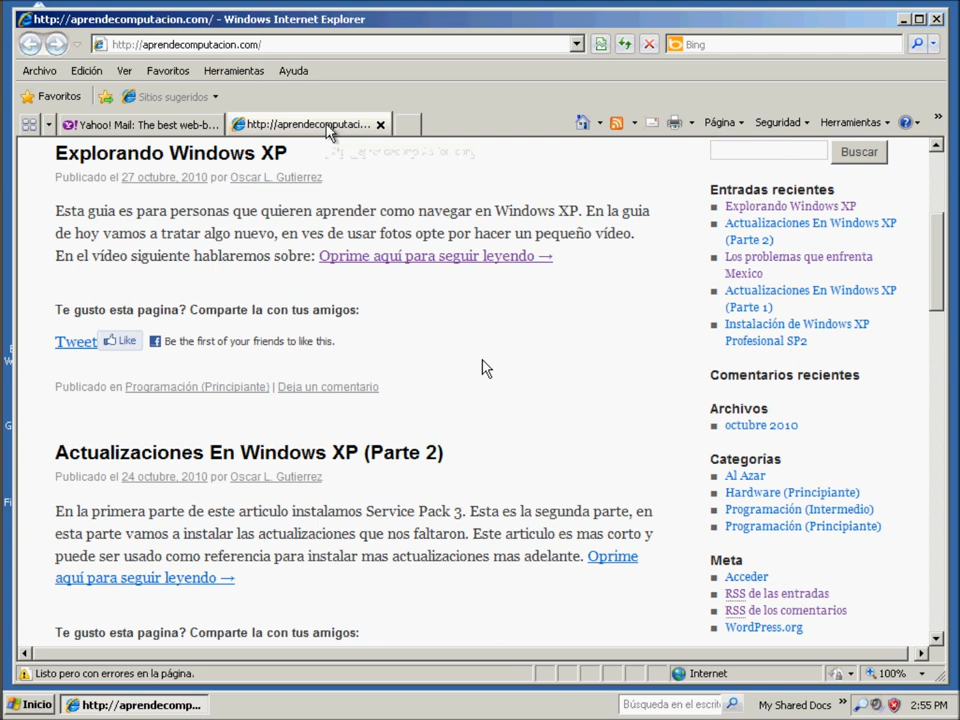 http://aprendecomputacion.com/ - Windows Internet Explorer
http://aprendecomputacion.com/
Bing
Archivo Edición Ver Favoritos Herramientas Ayuda
Favoritos Sitios sugeridos
Yahoo! Mail: The best web-b... http://aprendecomputaci... Página Seguridad Herramientas »
Explorando Windows XP
Publicado el 27 octubre, 2010 por Oscar L. Gutierrez
Esta guia es para personas que quieren aprender como navegar en Windows XP. En la guia
de hoy vamos a tratar algo nuevo, en ves de usar fotos opte por hacer un pequeño vídeo.
En el vídeo siguiente hablaremos sobre: Oprime aquí para seguir leyendo →
Te gusto esta pagina? Comparte la con tus amigos:
Tweet Like Be the first of your friends to like this.
Publicado en Programación (Principiante) | Deja un comentario
Actualizaciones En Windows XP (Parte 2)
Publicado el 24 octubre, 2010 por Oscar L. Gutierrez
En la primera parte de este articulo instalamos Service Pack 3. Esta es la segunda parte, en
esta parte vamos a instalar las actualizaciones que nos faltaron. Este articulo es mas corto y
puede ser usado como referencia para instalar mas actualizaciones mas adelante. Oprime
aquí para seguir leyendo →
Te gusto esta pagina? Comparte la con tus amigos:
Buscar
Entradas recientes
Explorando Windows XP
Actualizaciones En Windows XP
(Parte 2)
Los problemas que enfrenta
Mexico
Actualizaciones En Windows XP
(Parte 1)
Instalación de Windows XP
Profesional SP2
Comentarios recientes
Archivos
octubre 2010
Categorías
Al Azar
Hardware (Principiante)
Programación (Intermedio)
Programación (Principiante)
Meta
Acceder
RSS de las entradas
RSS de los comentarios
WordPress.org
Listo pero con errores en la página. Internet 100%
Inicio http://aprendecomp... Búsqueda en el escrit My Shared Docs » 2:55 PM